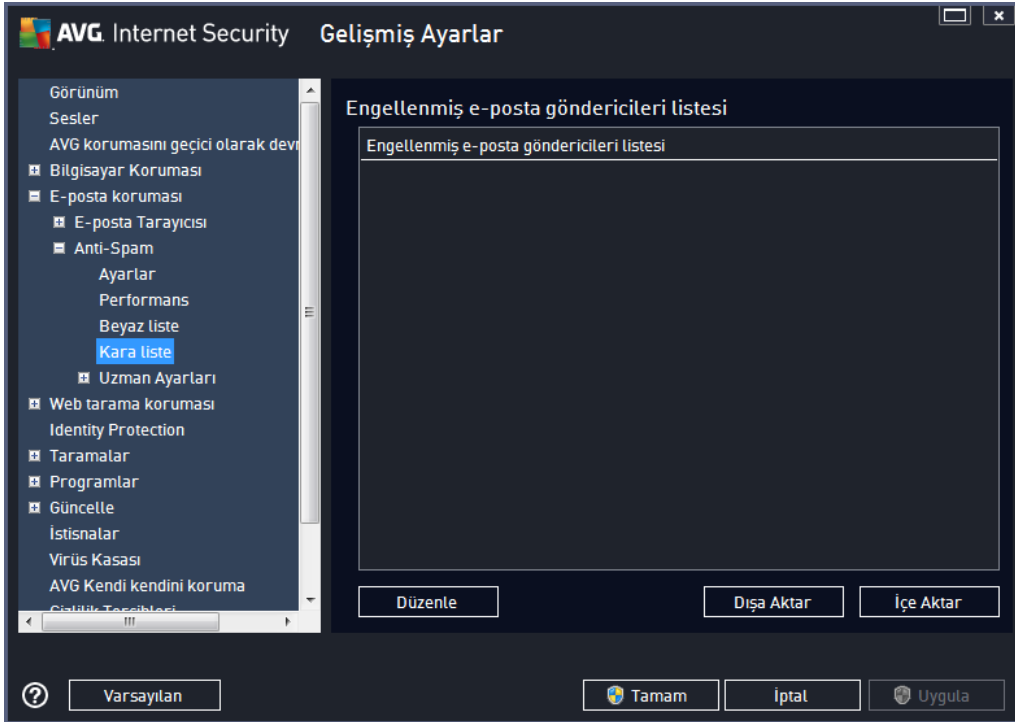 AVG. Internet Security Gelişmiş Ayarlar
Görünüm
Sesler
AVG korumasını geçici olarak devr
Bilgisayar Koruması
E-posta koruması
E-posta Tarayıcısı
Anti-Spam
Ayarlar
Performans
Beyaz liste
Kara liste
Uzman Ayarları
Web tarama koruması
Identity Protection
Taramalar
Programlar
Güncelle
İstisnalar
Virüs Kasası
AVG Kendi kendini koruma
Gizlilik Tercihleri
Engellenmiş e-posta göndericileri listesi
Engellenmiş e-posta göndericileri listesi
Düzenle
Dışa Aktar
İçe Aktar
Varsayılan
Tamam
İptal
Uygula